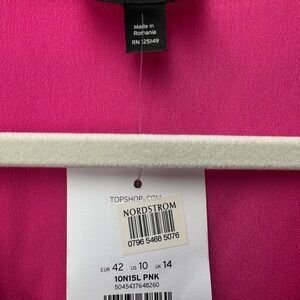 Made in
Romania
RN 125149
TOPSHOP.COM
NORDSTROM
0796 5468 5076
EUR 42 US 10 UK 14
10N15L PNK
5045437648260